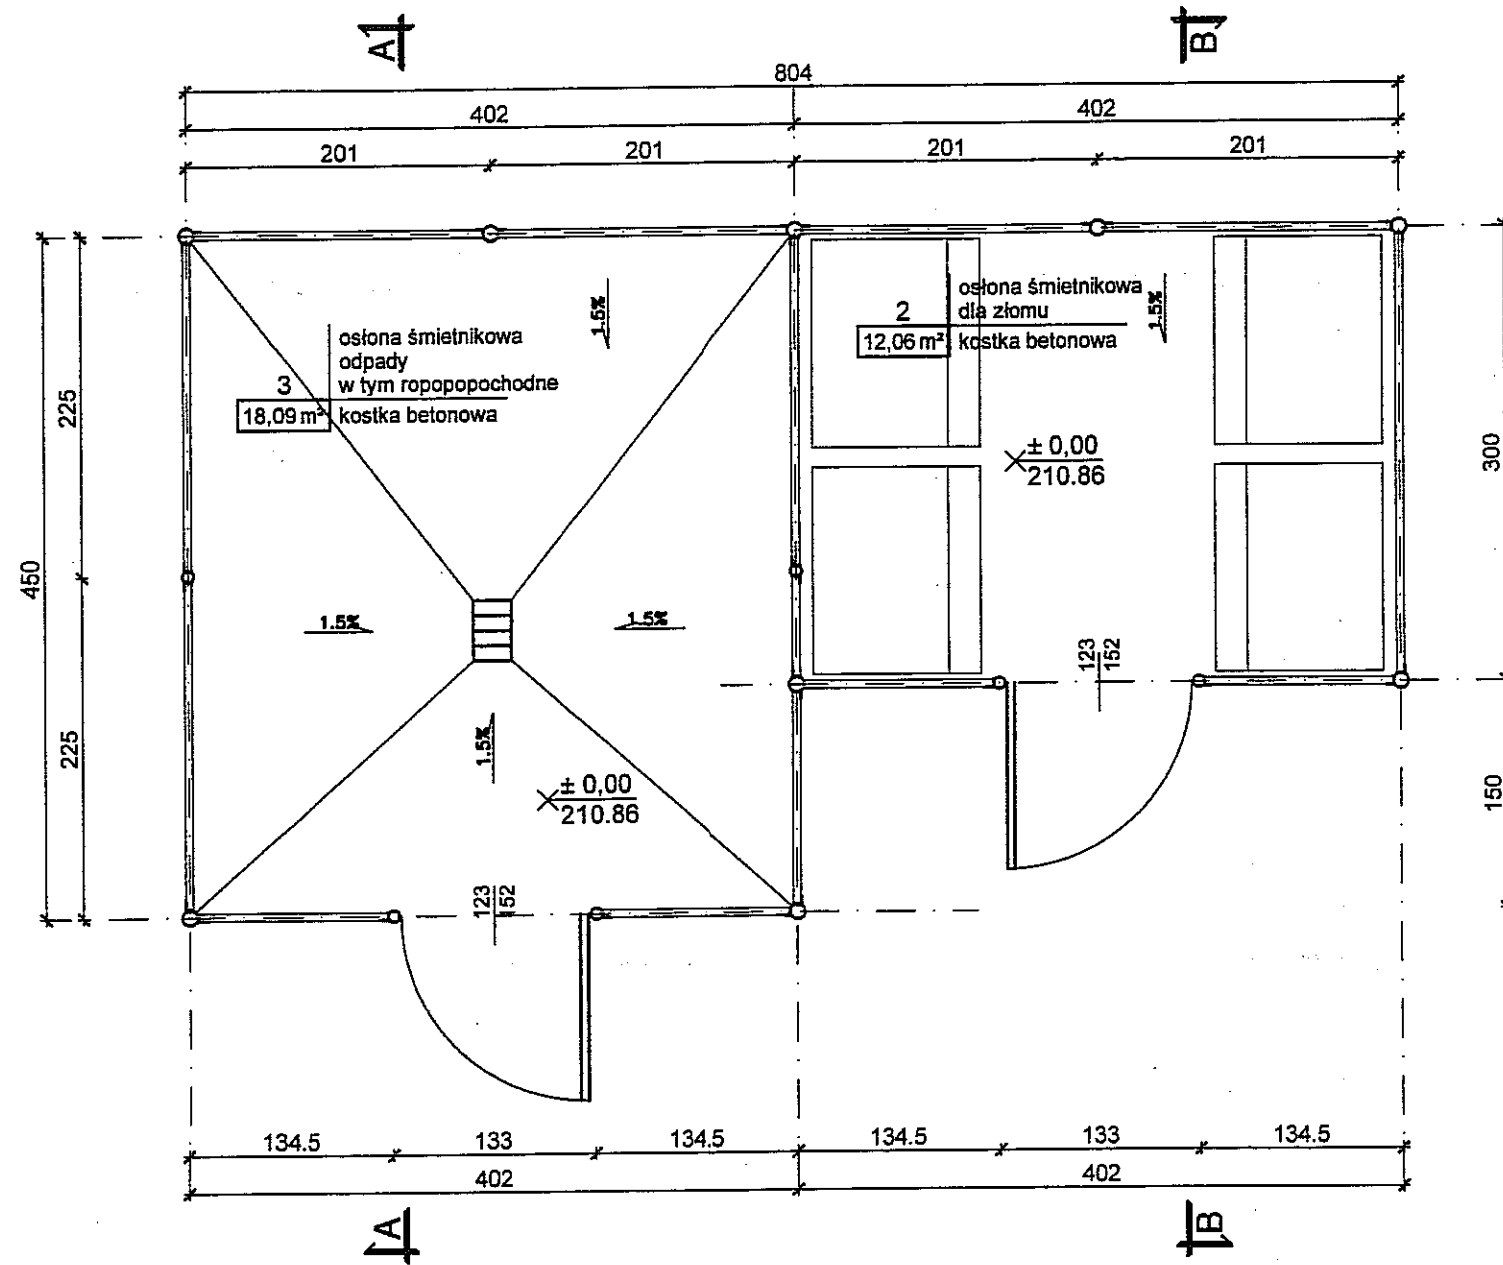 A
B
804
402
402
201
201
201
201
osłona śmietnikowa
dla złomu
2
12,06 m²
kostka betonowa
1.5%
1.5%
osłona śmietnikowa
odpady
w tym ropopopochodne
3
18,09 m²
kostka betonowa
225
300
± 0,00
210.86
450
1.5%
1.5%
123
152
225
1.5%
± 0,00
210.86
150
123
152
134.5
133
134.5
134.5
133
134.5
402
402
A
B